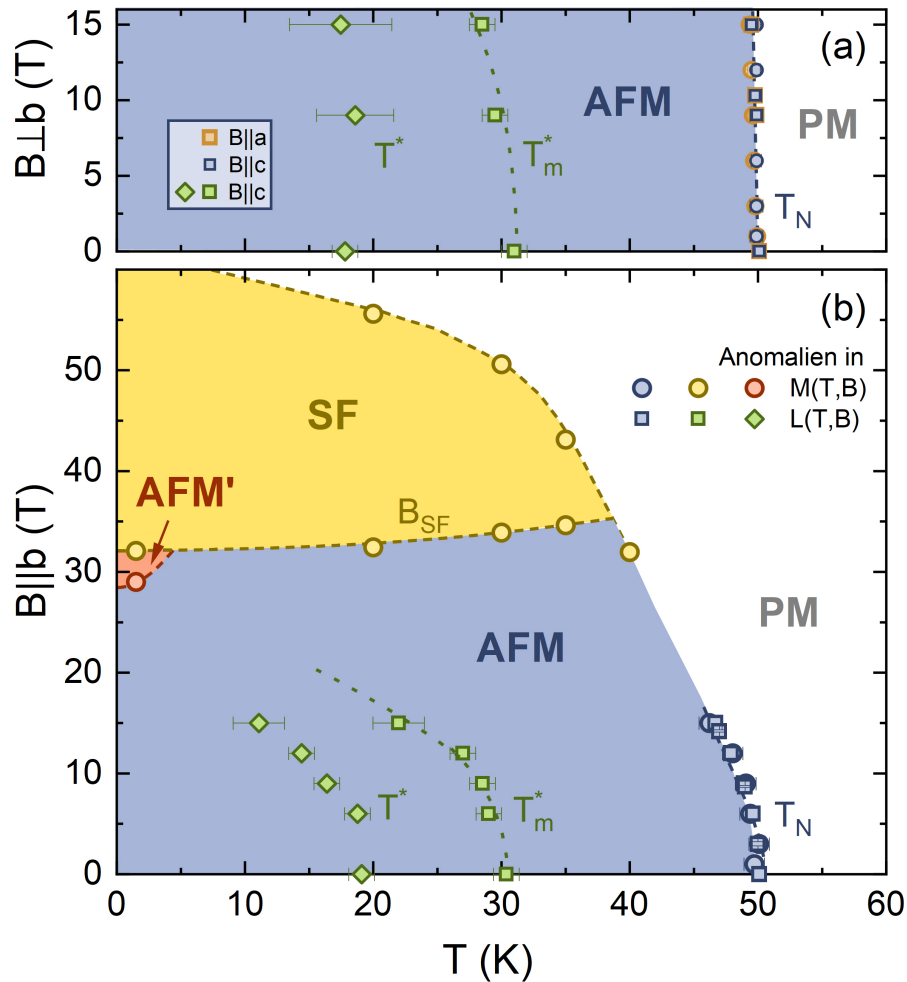 15
10
5
0
B⊥b (T)
(a)
AFM
PM
B||a
B||c
B||c
T*
T*m
TN
50
40
30
20
10
0
B||b (T)
(b)
Anomalien in
M(T,B)
L(T,B)
SF
AFM'
BSF
PM
AFM
T*
T*m
TN
0
10
20
30
40
50
60
T (K)